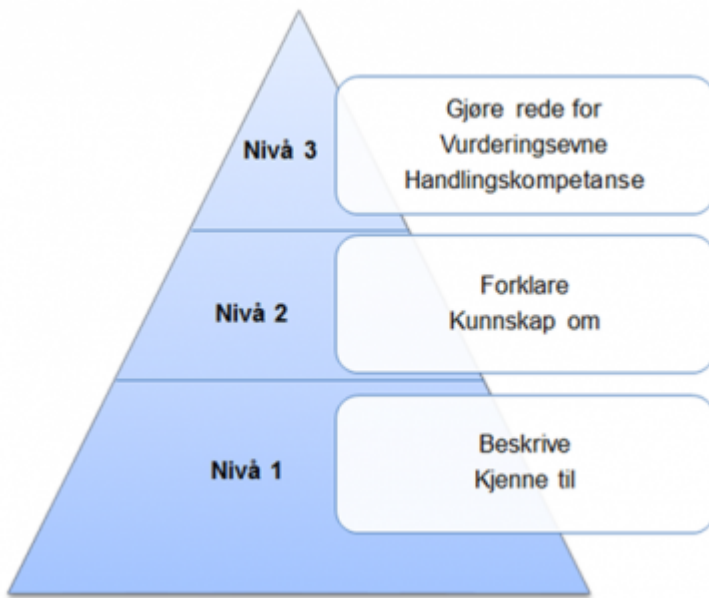 Nivå 3
Gjøre rede for
Vurderingsevne
Handlingskompetanse
Nivå 2
Forklare
Kunnskap om
Nivå 1
Beskrive
Kjenne til